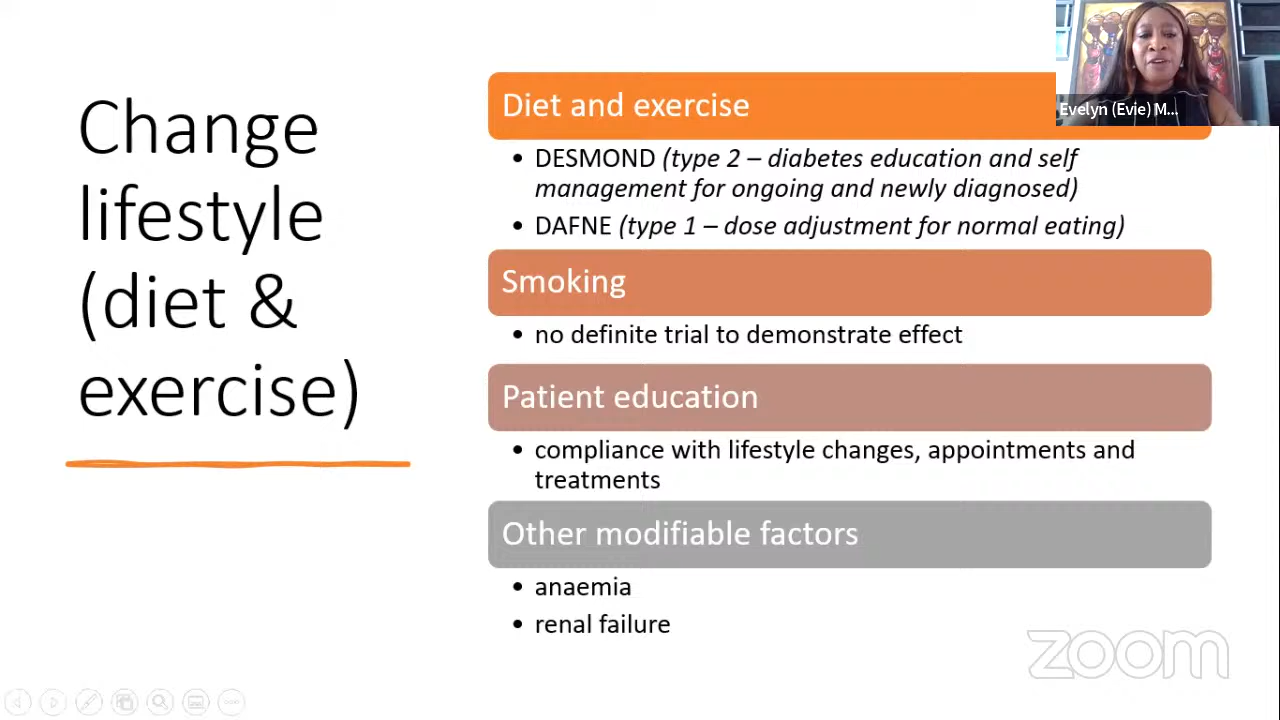 Change
lifestyle
(diet &
exercise)
Diet and exercise
• DESMOND (type 2 – diabetes education and self
management for ongoing and newly diagnosed)
• DAFNE (type 1 – dose adjustment for normal eating)
Smoking
• no definite trial to demonstrate effect
Patient education
• compliance with lifestyle changes, appointments and
treatments
Other modifiable factors
• anaemia
• renal failure
Evelyn (Evie) M...
zoom